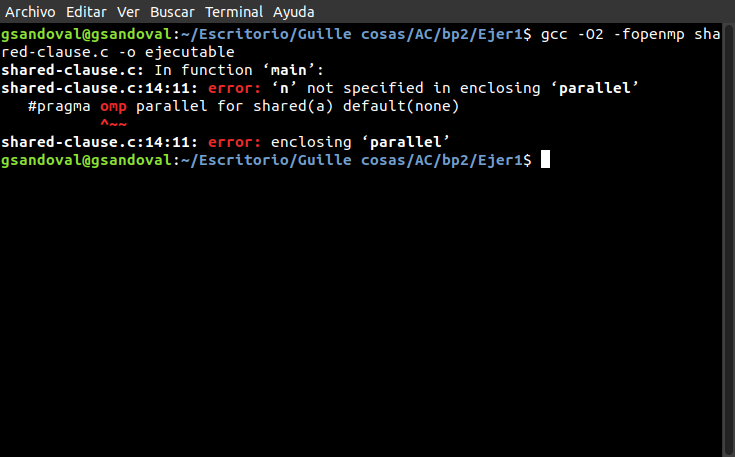 Archivo Editar Ver Buscar Terminal Ayuda
gsandoval@gsandoval:~/Escritorio/Guille cosas/AC/bp2/Ejer1$ gcc -O2 -fopenmp sha
red-clause.c -o ejecutable
shared-clause.c: In function ‘main’:
shared-clause.c:14:11: error: ‘n’ not specified in enclosing ‘parallel’
   #pragma omp parallel for shared(a) default(none)
           ^~~
shared-clause.c:14:11: error: enclosing ‘parallel’
gsandoval@gsandoval:~/Escritorio/Guille cosas/AC/bp2/Ejer1$